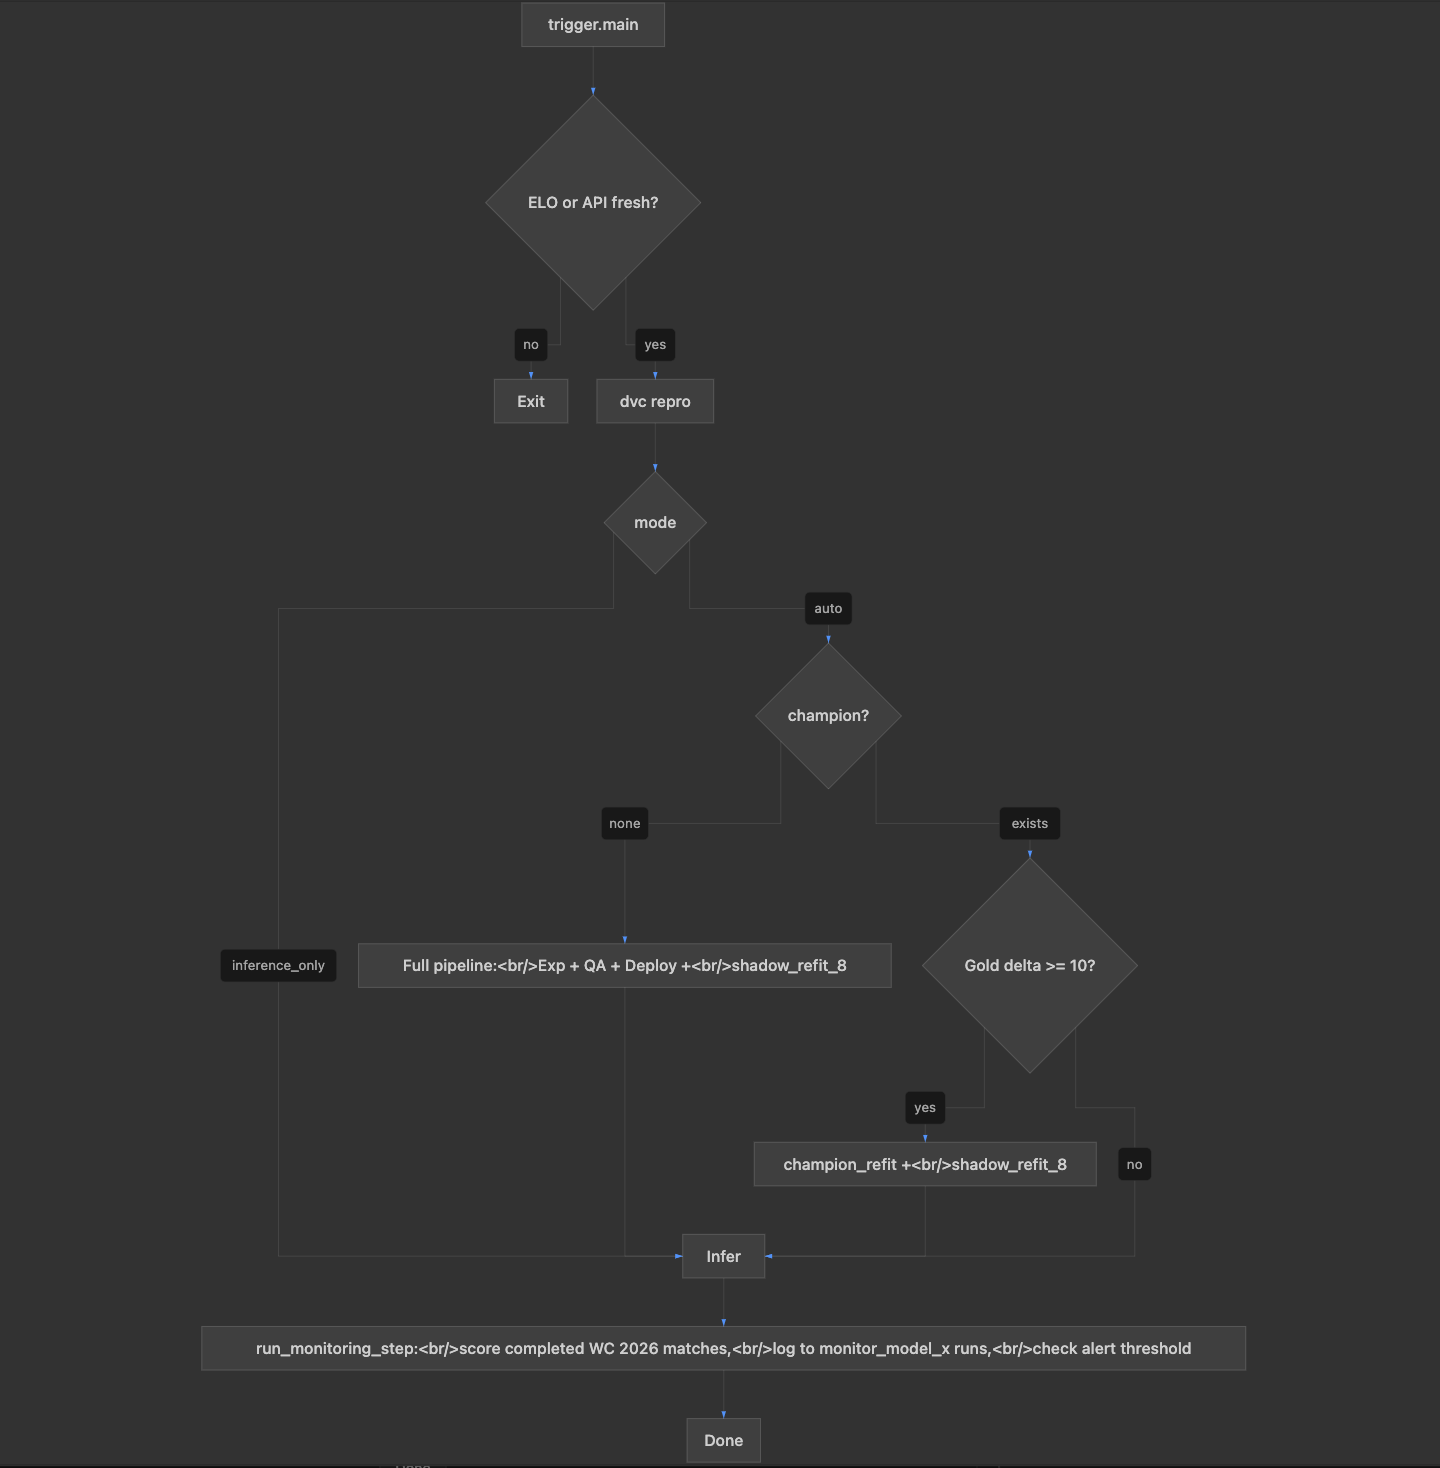 trigger.main
ELO or API fresh?
no
yes
Exit
dvc repro
mode
auto
champion?
none
exists
inference_only
Full pipeline:<br/>Exp + QA + Deploy +<br/>shadow_refit_8
Gold delta >= 10?
yes
champion_refit +<br/>shadow_refit_8
no
Infer
run_monitoring_step:<br/>score completed WC 2026 matches,<br/>log to monitor_model_x runs,<br/>check alert threshold
Done